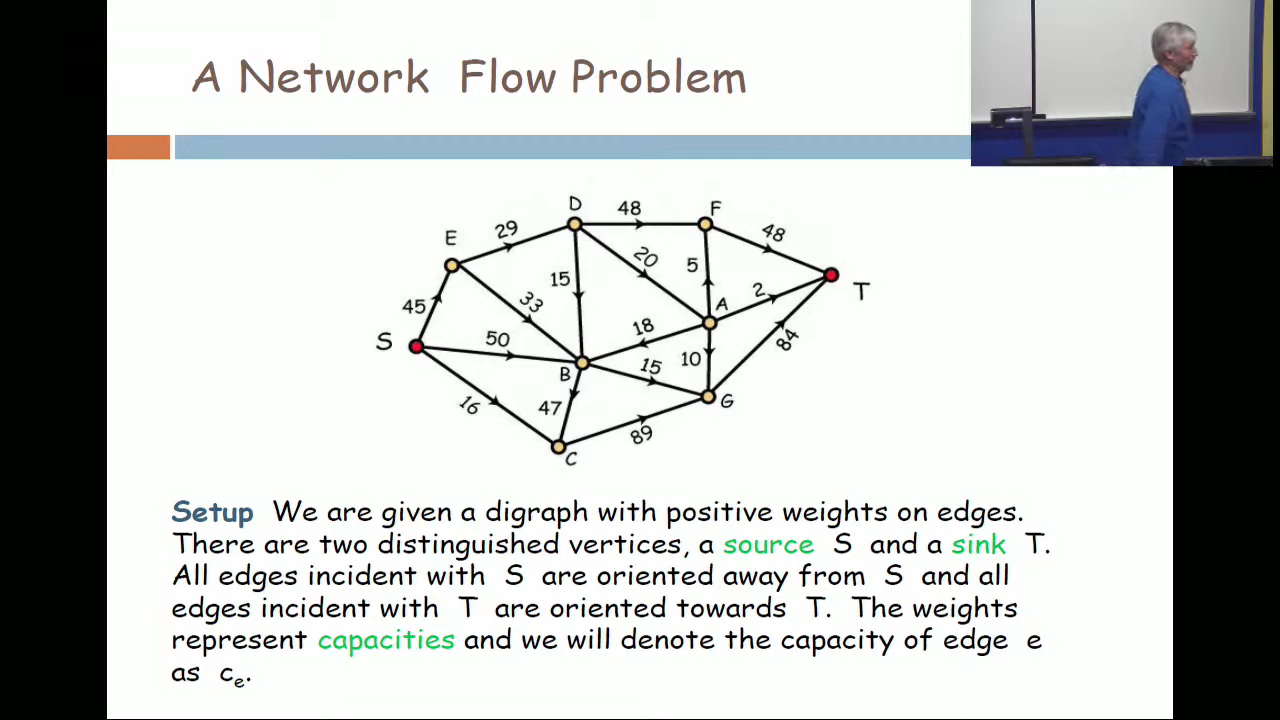 A Network Flow Problem
D 48 F
E 29 48
15 20 5 T
45 33 A 2
S 50 18 84
B 15 10
16 47 G
89
C
Setup We are given a digraph with positive weights on edges.
There are two distinguished vertices, a source S and a sink T.
All edges incident with S are oriented away from S and all
edges incident with T are oriented towards T. The weights
represent capacities and we will denote the capacity of edge e
as cₑ.